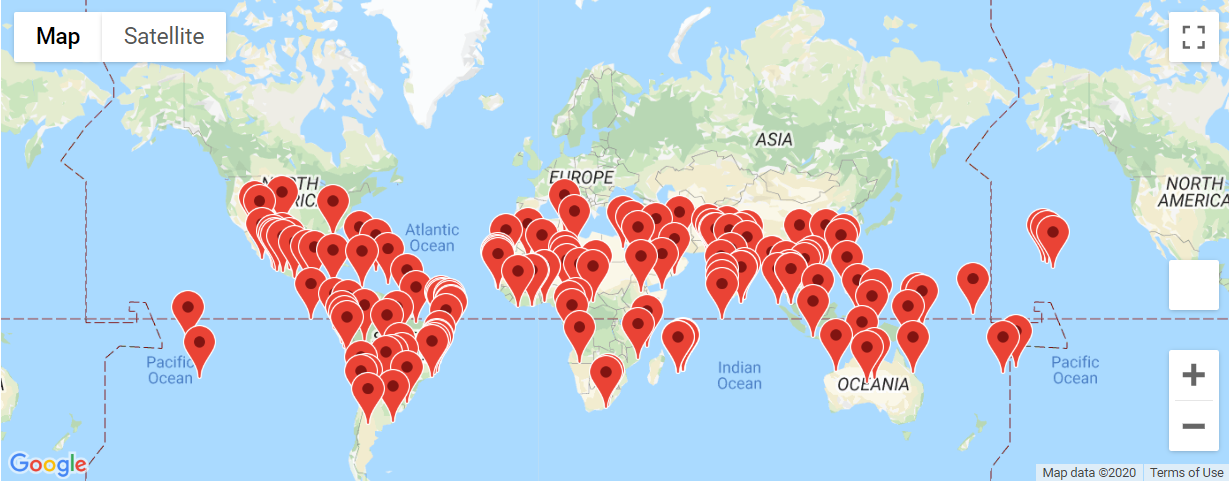 Map
Satellite
ASIA
EUROPE
NORTH
NORTH
AMERICA
Atlantic
Ocean
Pacific
Ocean
Indian
Ocean
Pacific
Ocean
OCEANIA
Google
Map data ©2020
Terms of Use